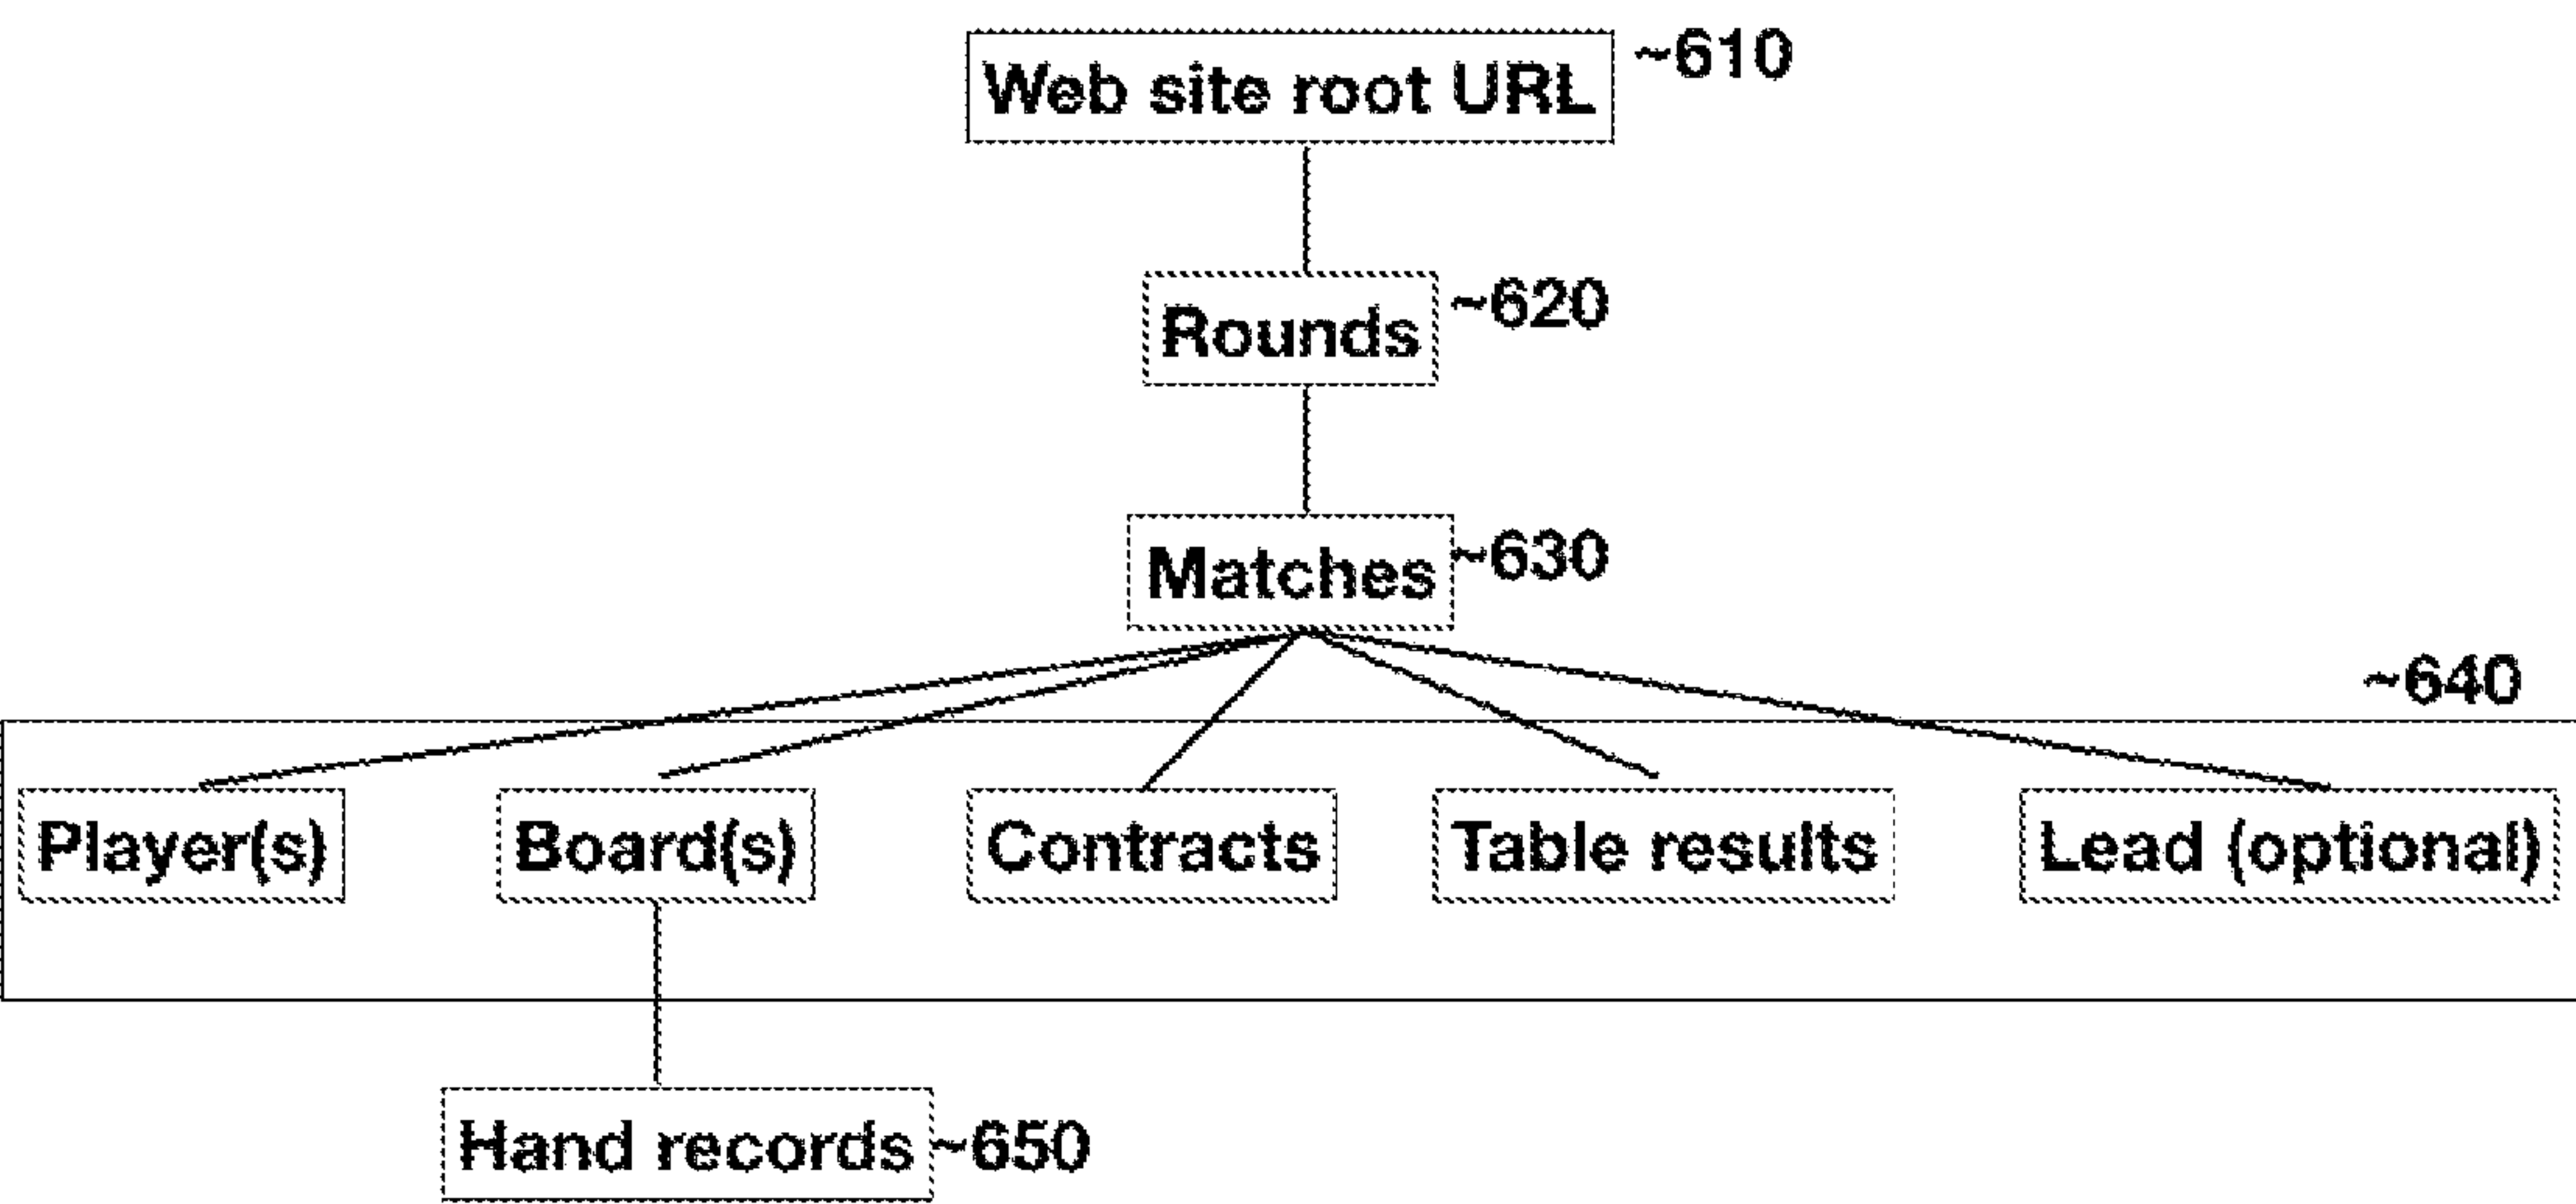 Web site root URL ~610
Rounds ~620
Matches ~630
~640
Player(s) Board(s) Contracts Table results Lead (optional)
Hand records ~650